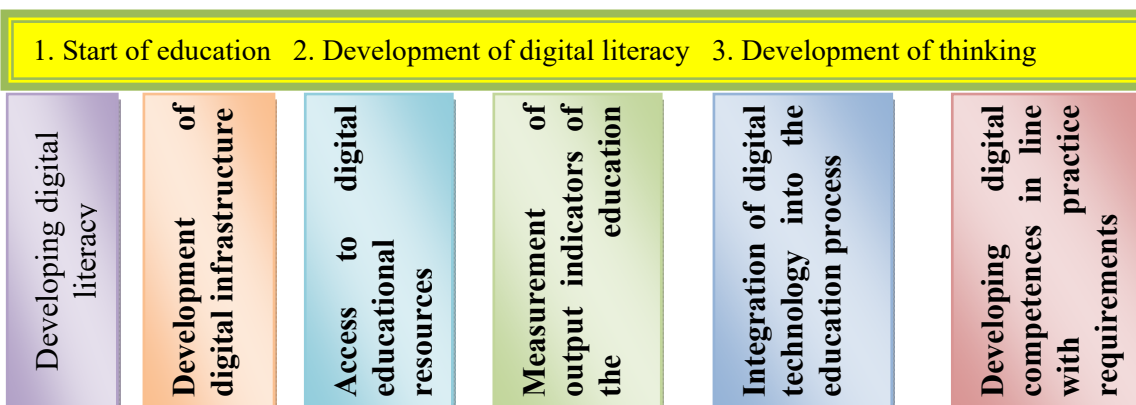 1. Start of education 2. Development of digital literacy 3. Development of thinking
Developing digital
literacy
Development of
digital infrastructure
Access to digital
educational
resources
Measurement of
output indicators of
the education
Integration of digital
technology into the
education process
Developing digital
competences in line
with practice
requirements